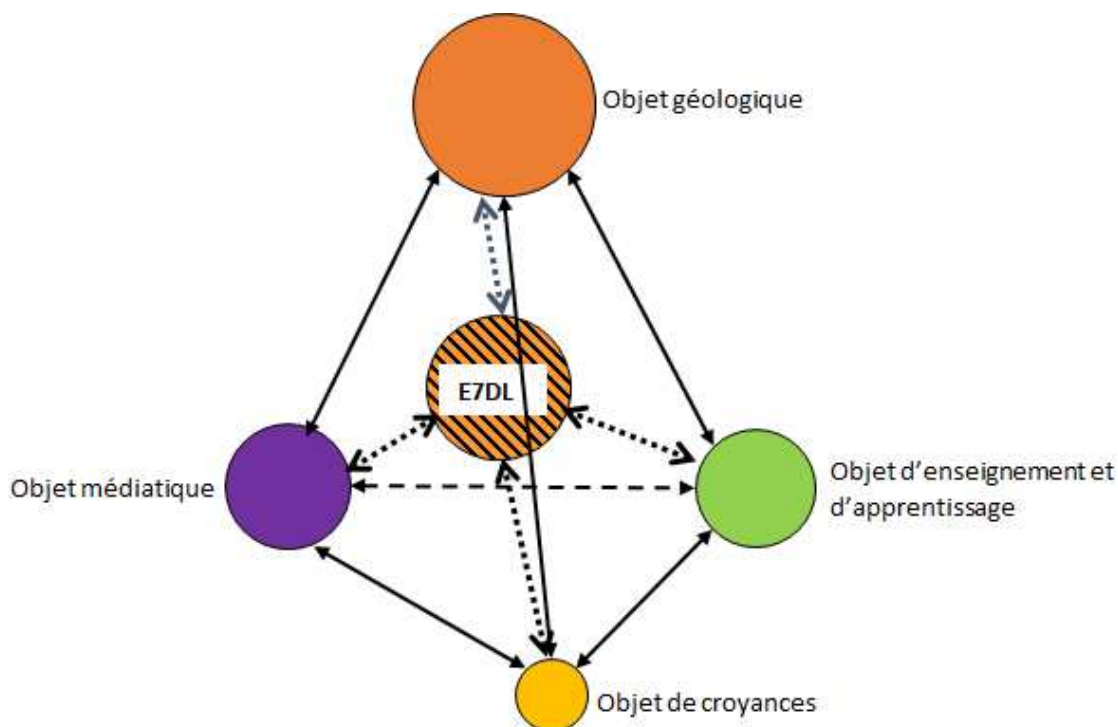 Objet géologique
E7DL
Objet médiatique
Objet d'enseignement et
d'apprentissage
Objet de croyances